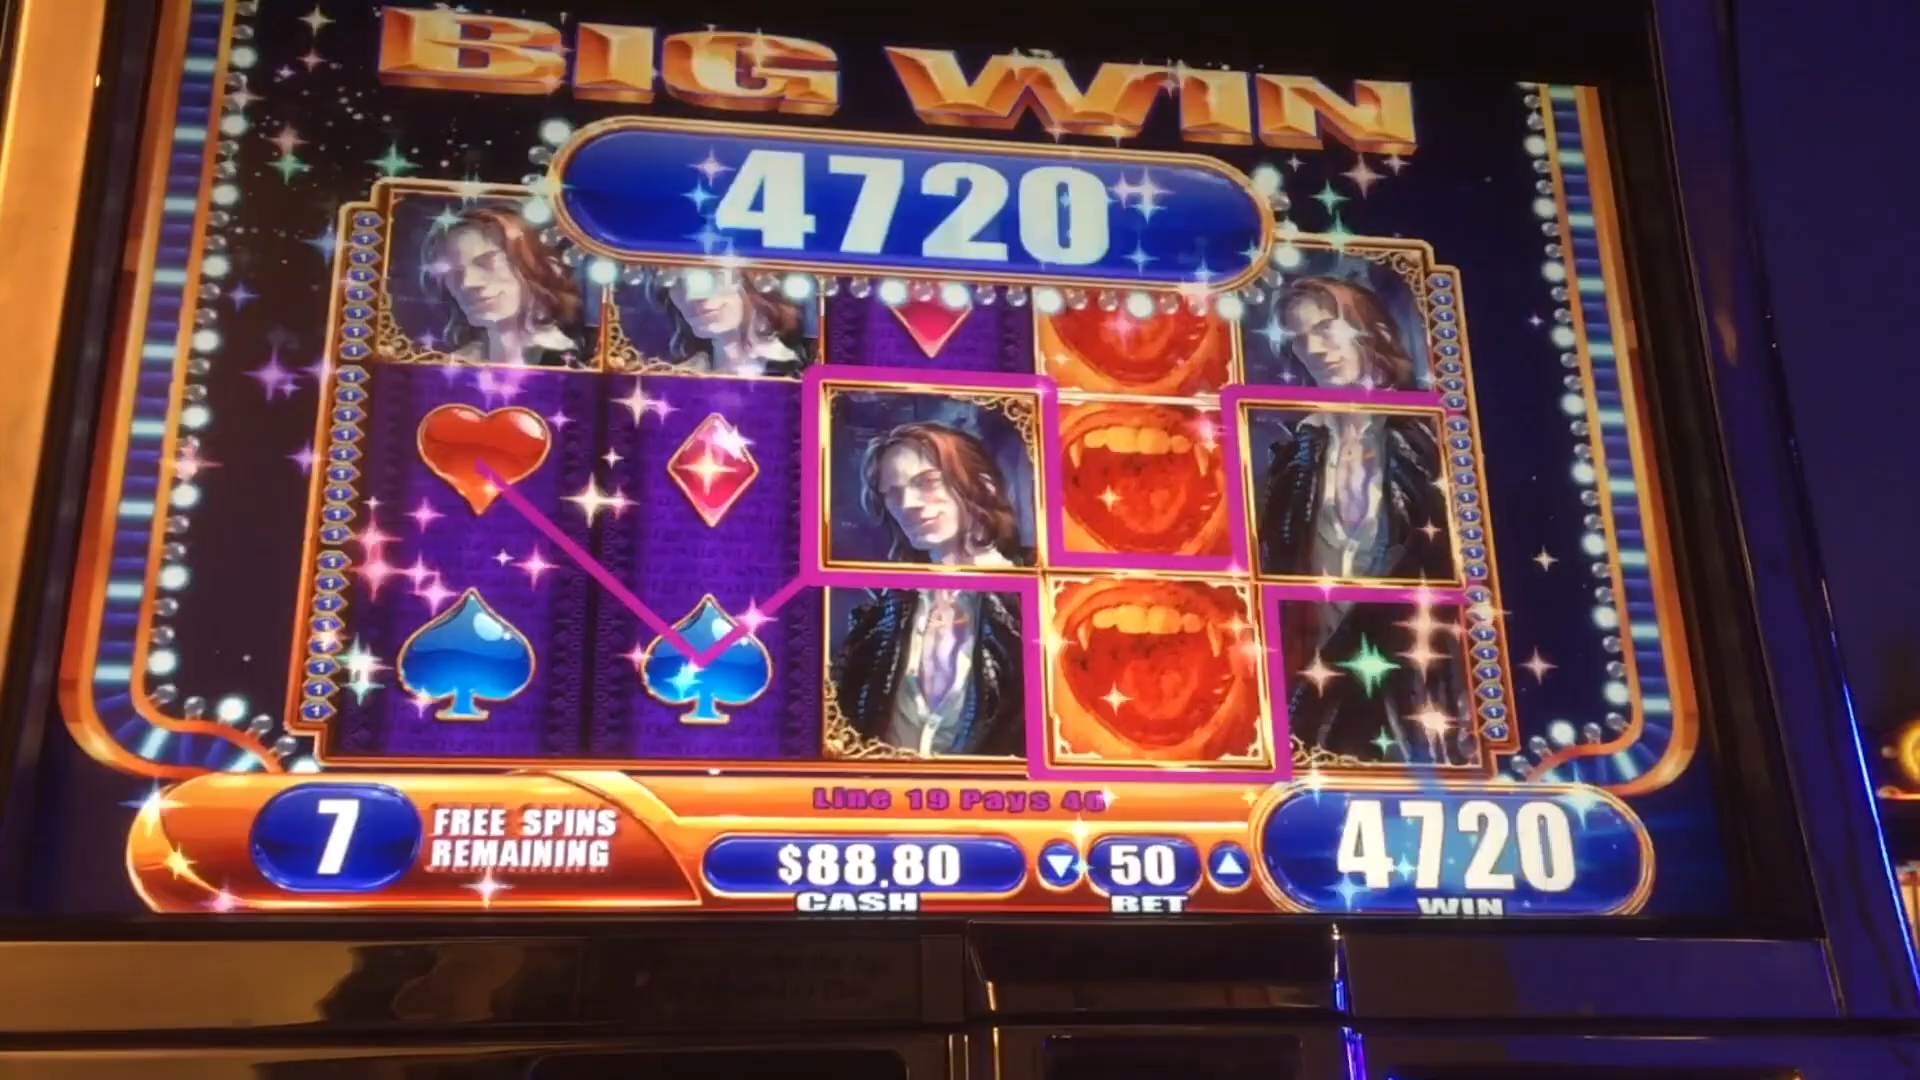 BIG WIN
4720
Line 19 Pays 40
7
FREE SPINS
REMAINING
$88.80
CASH
50
BET
4720
WIN